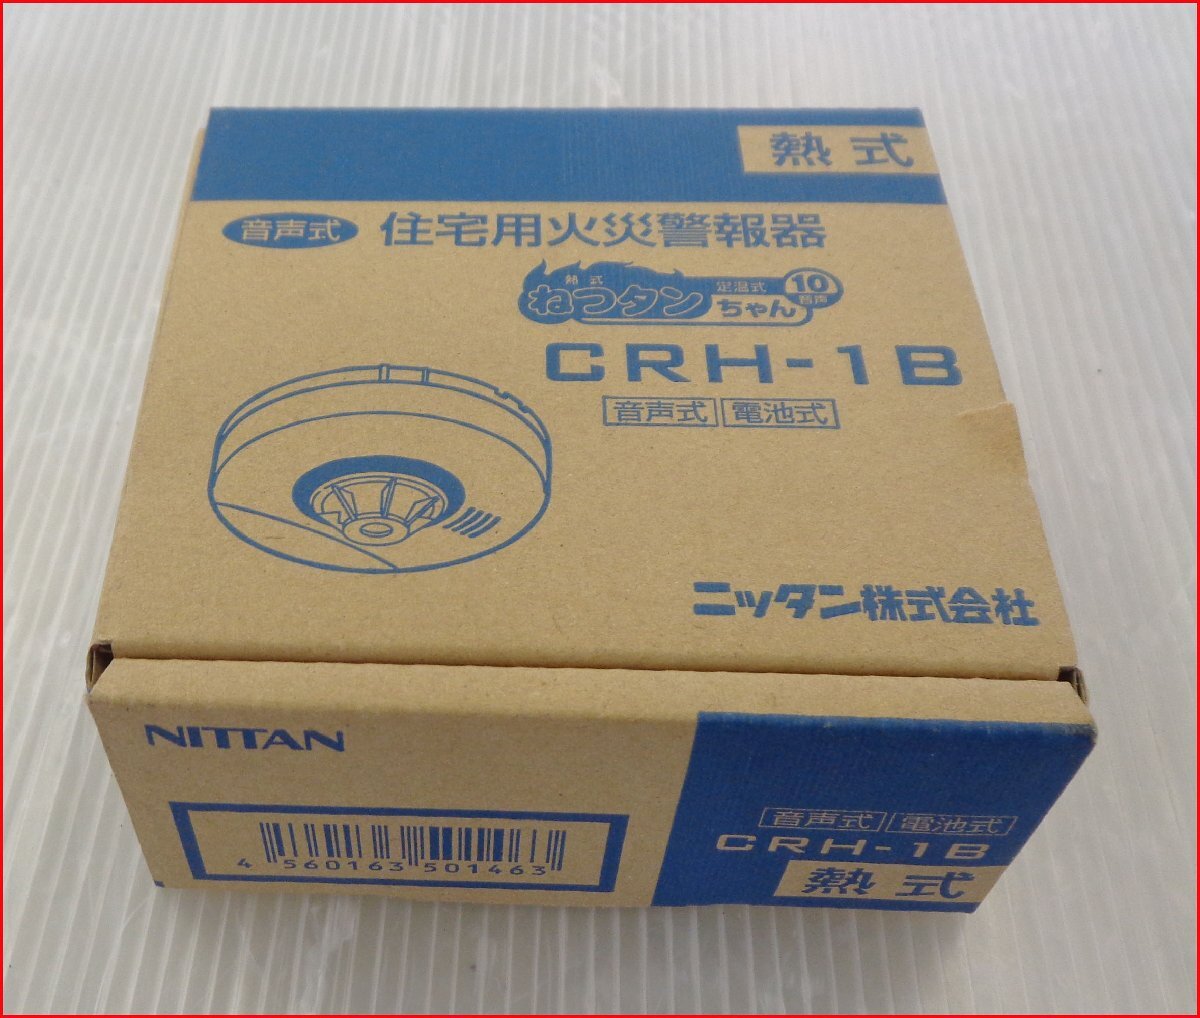 熱式
音声式 住宅用火災警報器
熱式 定温式 10
ねつタンちゃん 音声
CRH-1B
音声式 電池式
ニッタン株式会社
NITTAN
音声式 電池式
CRH-1B
熱式
4 560163 501463